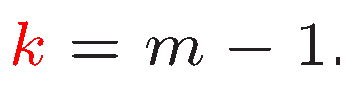 k = m − 1.